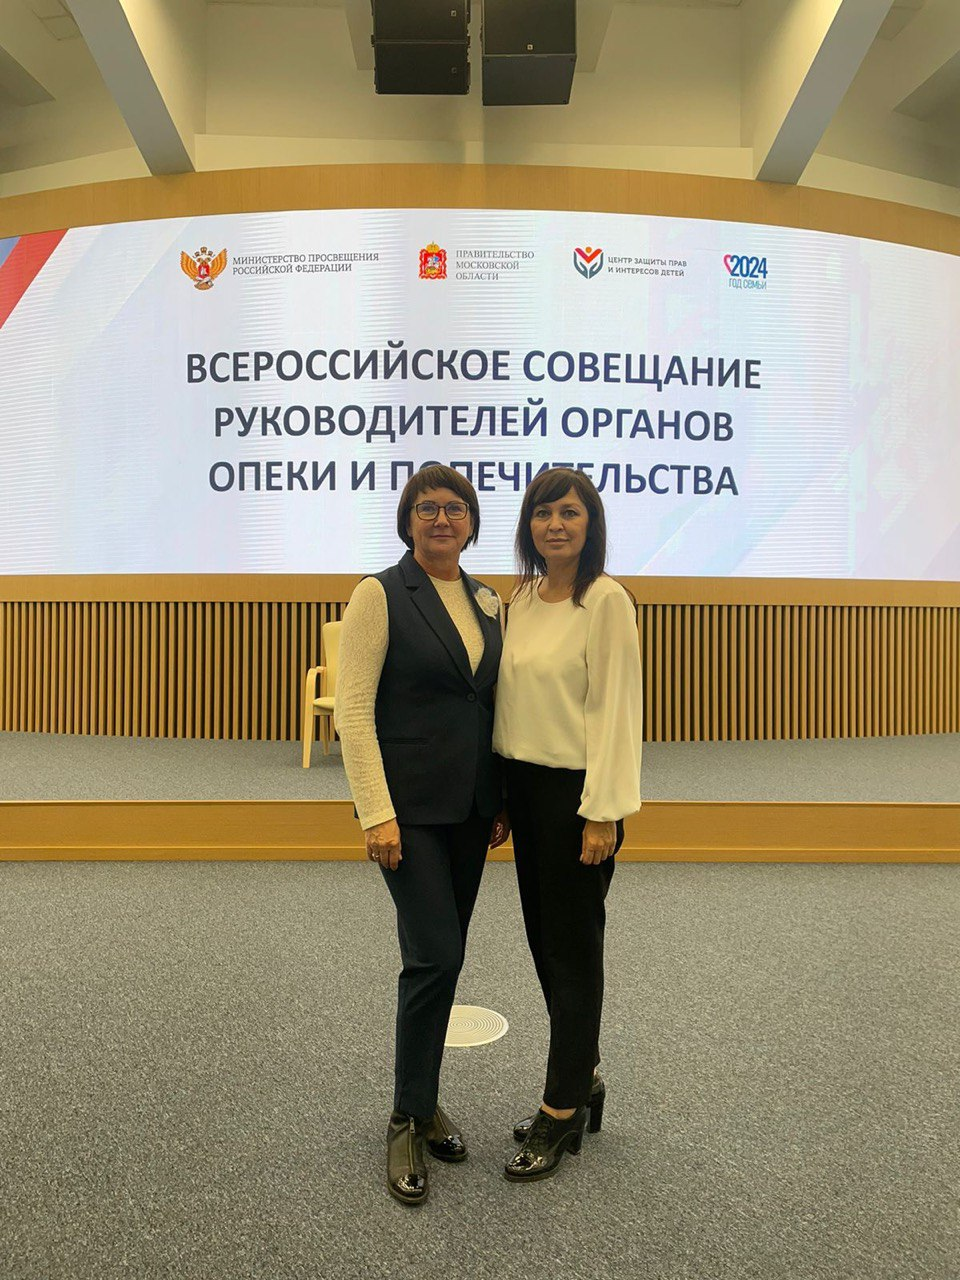 МИНИСТЕРСТВО ПРОСВЕЩЕНИЯ
РОССИЙСКОЙ ФЕДЕРАЦИИ
ПРАВИТЕЛЬСТВО
МОСКОВСКОЙ
ОБЛАСТИ
ЦЕНТР ЗАЩИТЫ ПРАВ
И ИНТЕРЕСОВ ДЕТЕЙ
2024
ГОД СЕМЬИ
ВСЕРОССИЙСКОЕ СОВЕЩАНИЕ
РУКОВОДИТЕЛЕЙ ОРГАНОВ
ОПЕКИ И ПОПЕЧИТЕЛЬСТВА